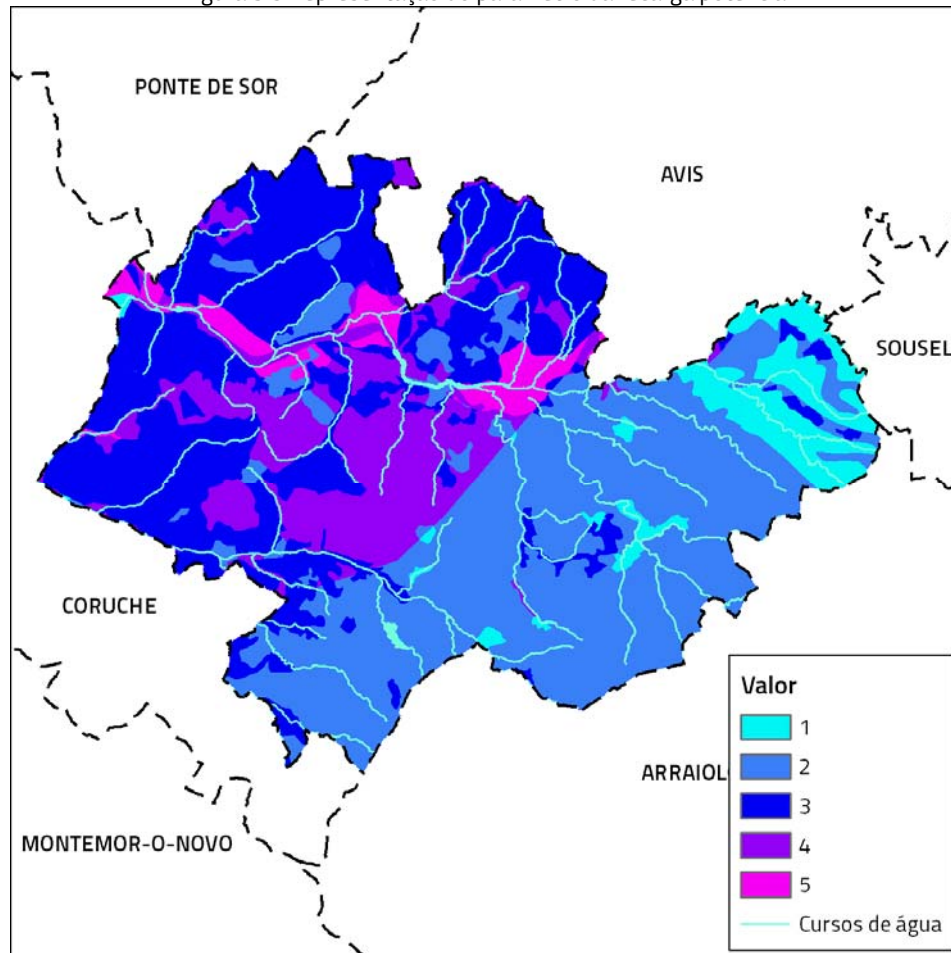 PONTE DE SOR
AVIS
SOUSEL
CORUCHE
ARRAIOL
MONTEMOR-O-NOVO
Valor
1
2
3
4
5
Cursos de água